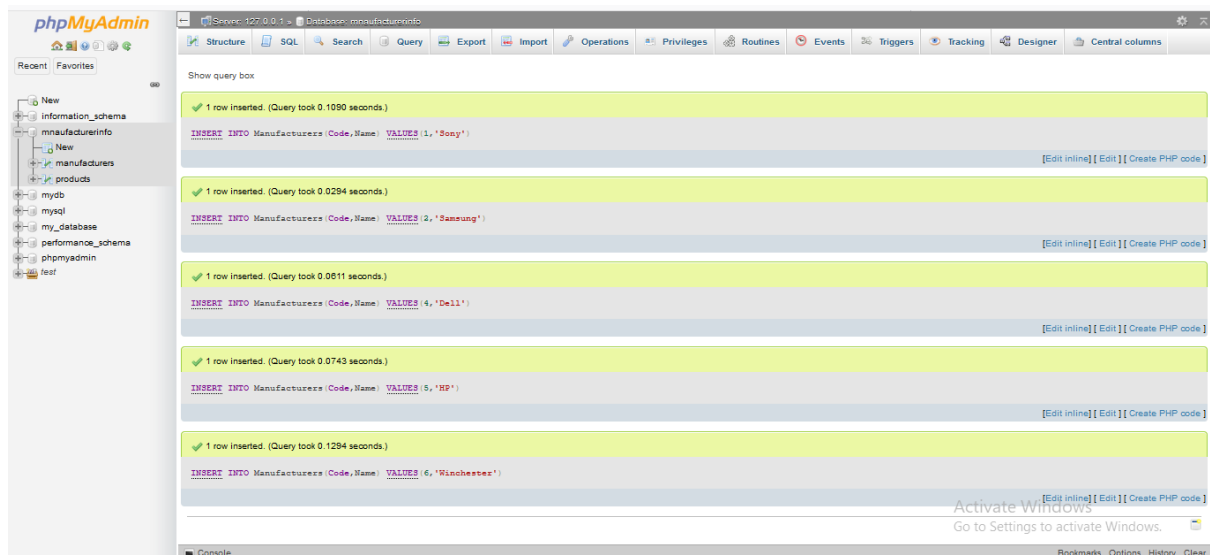 phpMyAdmin
Recent Favorites
New
information_schema
mnaufacturerinfo
New
manufacturers
products
mydb
mysql
my_database
performance_schema
phpmyadmin
test
Server: 127.0.0.1 » Database: mnaufacturerinfo
Structure SQL Search Query Export Import Operations Privileges Routines Events Triggers Tracking Designer Central columns
Show query box
1 row inserted. (Query took 0.1090 seconds.)
INSERT INTO Manufacturers(Code,Name) VALUES(1,'Sony')
[Edit inline] [ Edit ] [ Create PHP code ]
1 row inserted. (Query took 0.0294 seconds.)
INSERT INTO Manufacturers(Code,Name) VALUES(2,'Samsung')
[Edit inline] [ Edit ] [ Create PHP code ]
1 row inserted. (Query took 0.0611 seconds.)
INSERT INTO Manufacturers(Code,Name) VALUES(4,'Dell')
[Edit inline] [ Edit ] [ Create PHP code ]
1 row inserted. (Query took 0.0743 seconds.)
INSERT INTO Manufacturers(Code,Name) VALUES(5,'HP')
[Edit inline] [ Edit ] [ Create PHP code ]
1 row inserted. (Query took 0.1294 seconds.)
INSERT INTO Manufacturers(Code,Name) VALUES(6,'Winchester')
[Edit inline] [ Edit ] [ Create PHP code ]
Activate Windows
Go to Settings to activate Windows.
Console Bookmarks Options History Clear